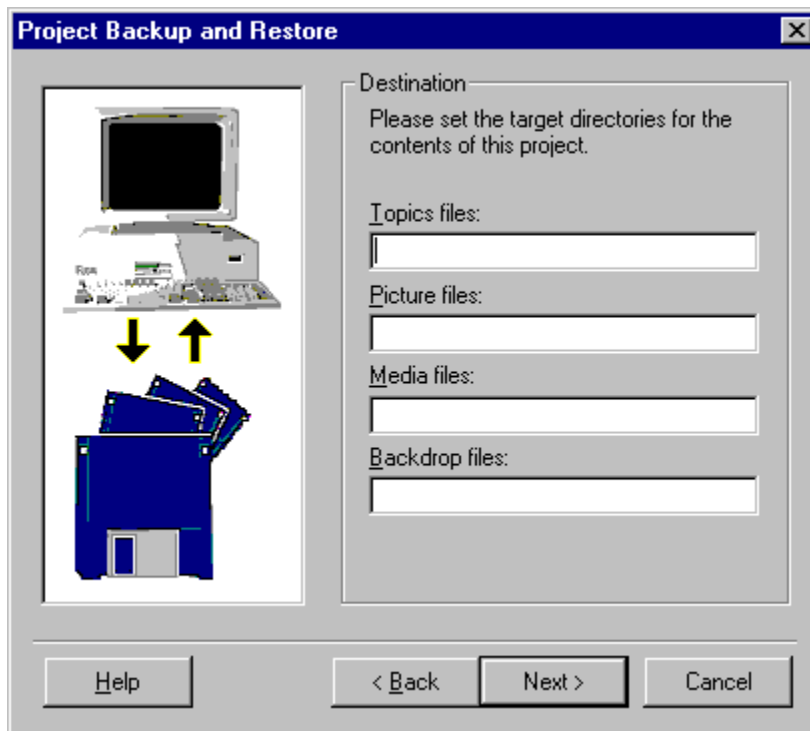 Project Backup and Restore
Destination
Please set the target directories for the
contents of this project.
Topics files:
Picture files:
Media files:
Backdrop files:
Help
< Back
Next >
Cancel